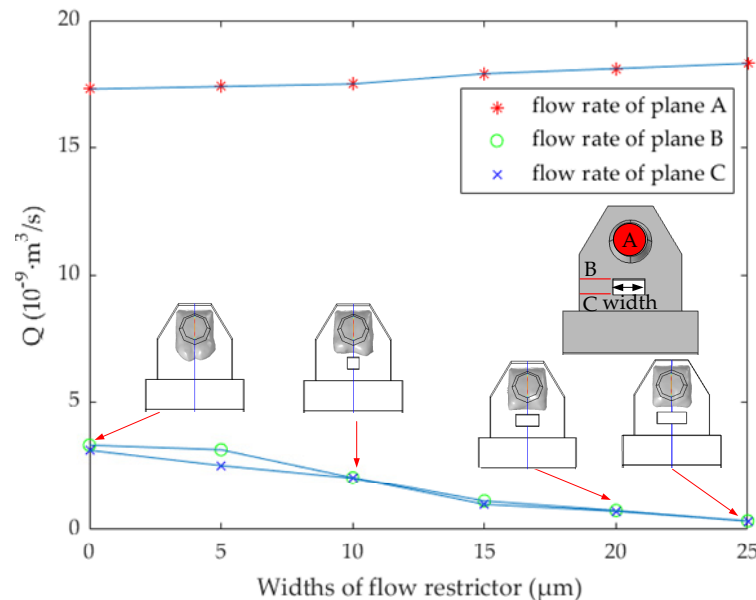 20
15
10
5
0
Q (10⁻⁹·m³/s)
flow rate of plane A
flow rate of plane B
flow rate of plane C
A
B
C width
0 5 10 15 20 25
Widths of flow restrictor (μm)